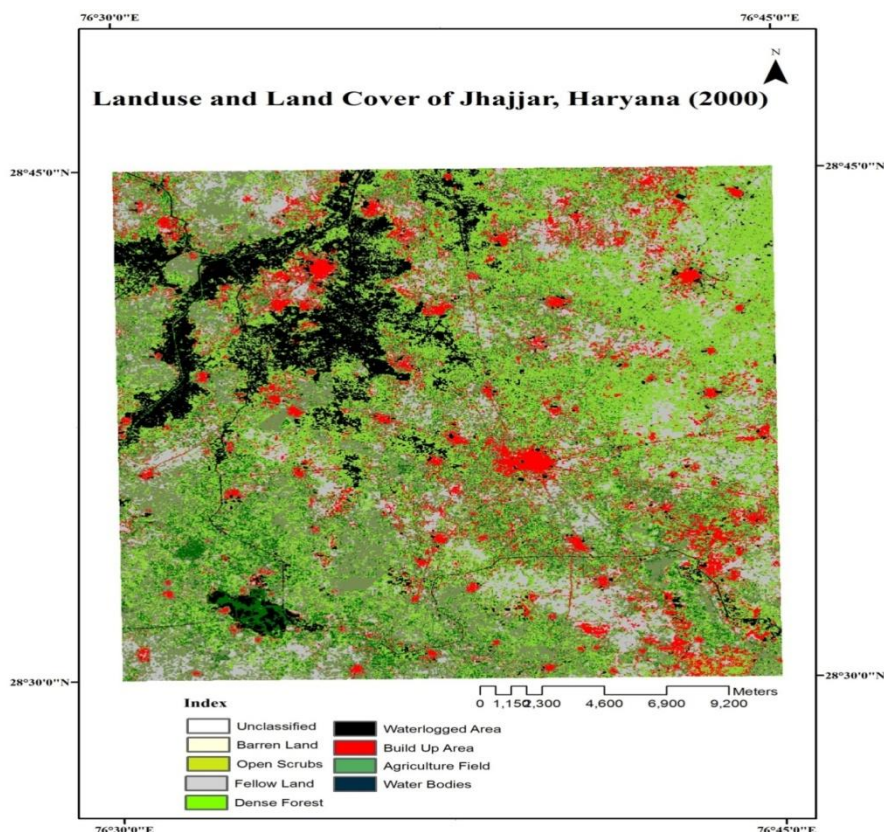 76°30'0"E 76°45'0"E
N
Landuse and Land Cover of Jhajjar, Haryana (2000)
28°45'0"N 28°45'0"N
28°30'0"N 28°30'0"N
Index
Meters
0 1,150 2,300 4,600 6,900 9,200
Unclassified
Barren Land
Open Scrubs
Fellow Land
Dense Forest
Waterlogged Area
Build Up Area
Agriculture Field
Water Bodies
76°30'0"E 76°45'0"E